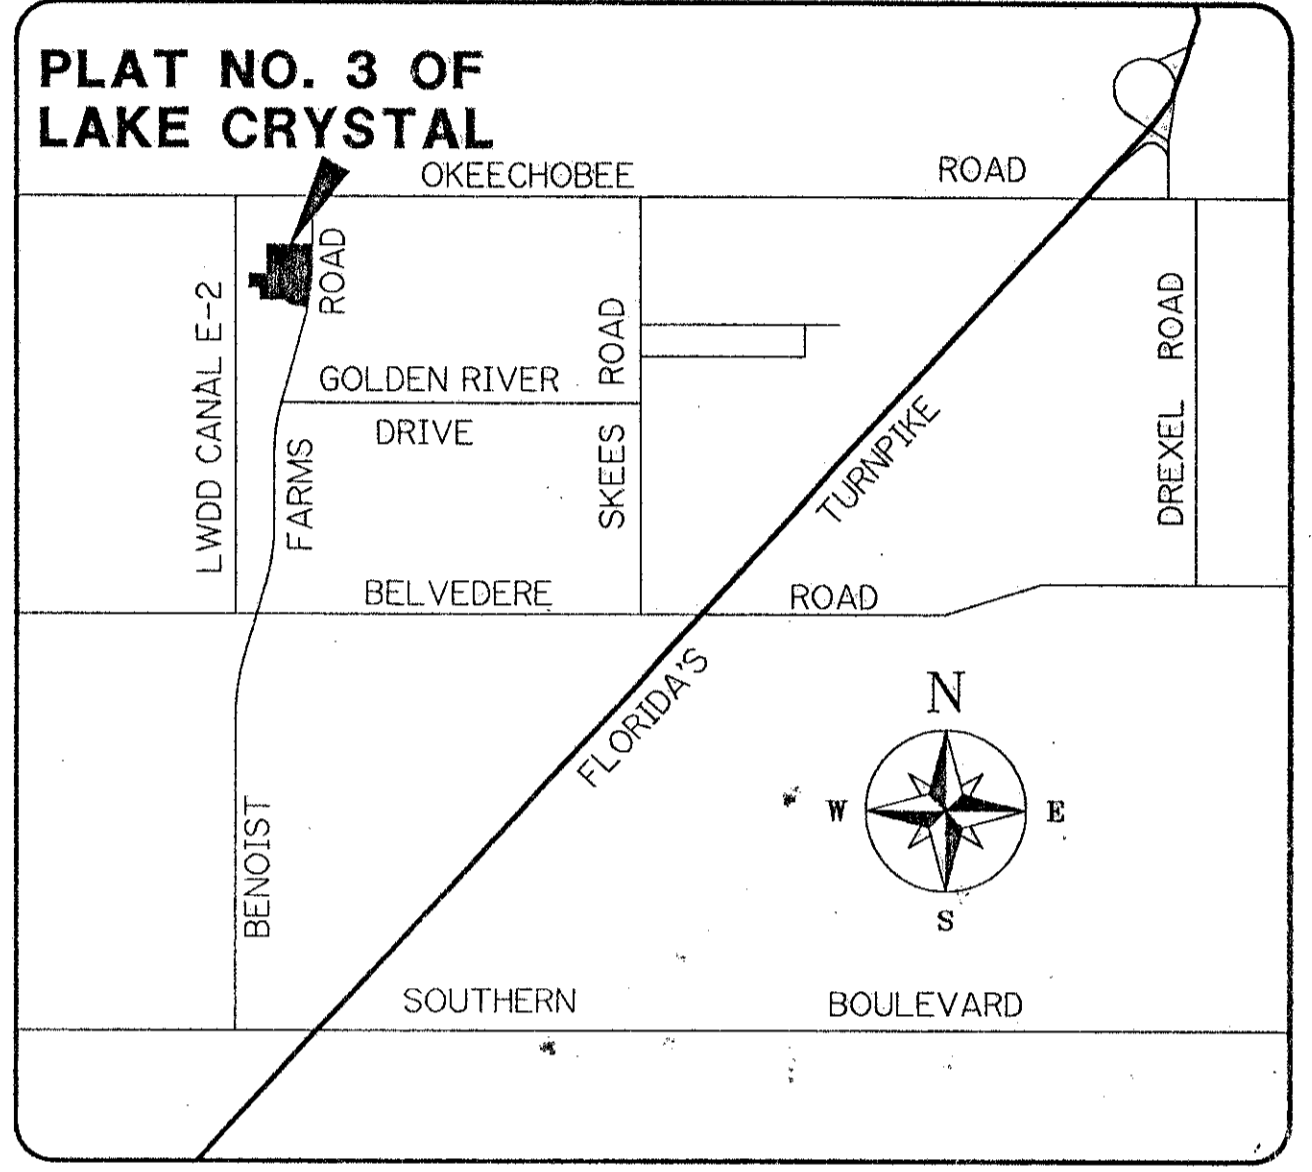 PLAT NO. 3 OF
LAKE CRYSTAL
OKEECHOBEE ROAD
ROAD
LWDD CANAL E-2
GOLDEN RIVER
DRIVE
FARMS
SKEES ROAD
DREXEL ROAD
TURNPIKE
BELVEDERE ROAD
FLORIDA'S
N
W E
S
BENOIST
SOUTHERN BOULEVARD